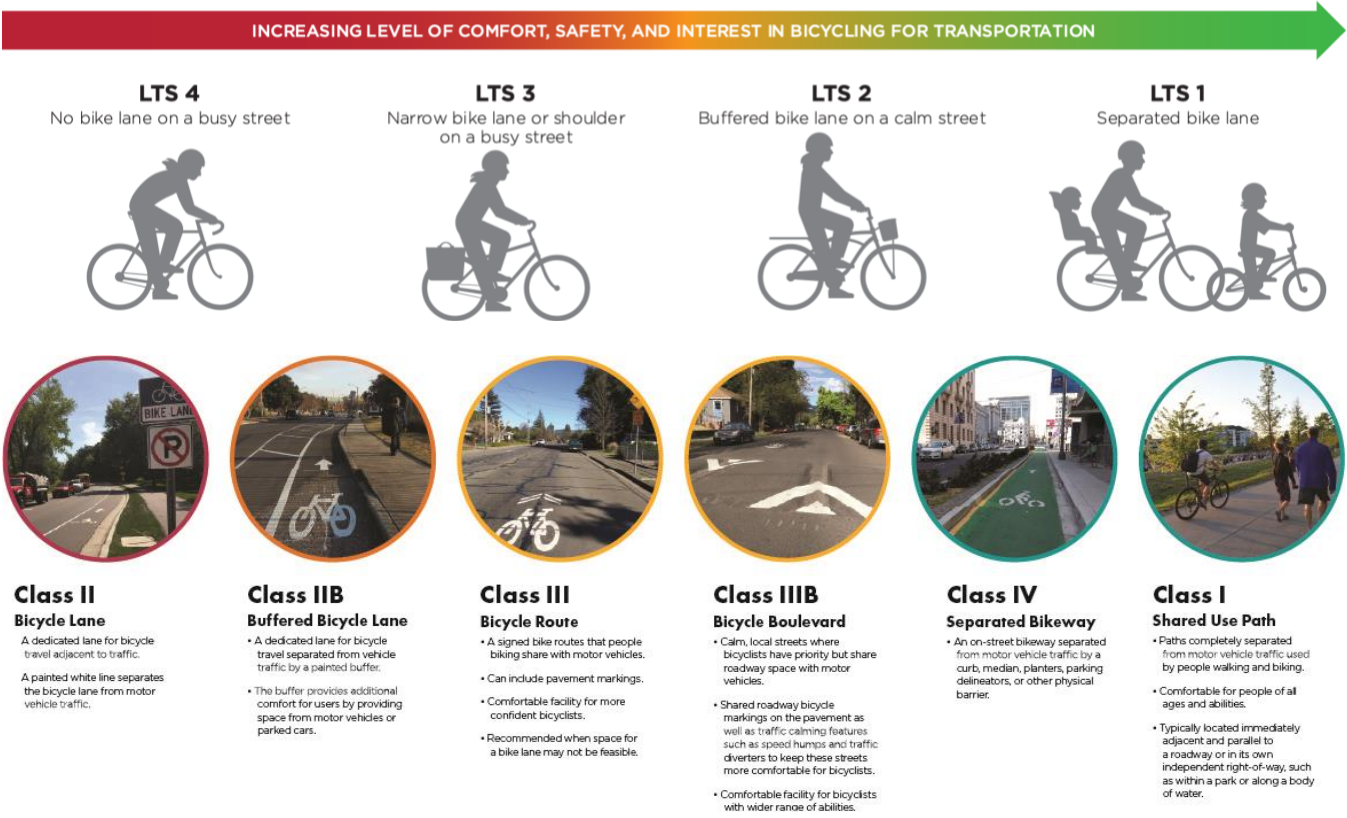 INCREASING LEVEL OF COMFORT, SAFETY, AND INTEREST IN BICYCLING FOR TRANSPORTATION
LTS 4
No bike lane on a busy street
LTS 3
Narrow bike lane or shoulder
on a busy street
LTS 2
Buffered bike lane on a calm street
LTS 1
Separated bike lane
BIKE LANE
P
Class II
Bicycle Lane
A dedicated lane for bicycle
travel adjacent to traffic.
A painted white line separates
the bicycle lane from motor
vehicle traffic.
Class IIB
Buffered Bicycle Lane
• A dedicated lane for bicycle
travel separated from vehicle
traffic by a painted buffer.
• The buffer provides additional
comfort for users by providing
space from motor vehicles or
parked cars.
Class III
Bicycle Route
• A signed bike routes that people
biking share with motor vehicles.
• Can include pavement markings.
• Comfortable facility for more
confident bicyclists.
• Recommended when space for
a bike lane may not be feasible.
Class IIIB
Bicycle Boulevard
• Calm, local streets where
bicyclists have priority but share
roadway space with motor
vehicles.
• Shared roadway bicycle
markings on the pavement as
well as traffic calming features
such as speed humps and traffic
diverters to keep these streets
more comfortable for bicyclists.
• Comfortable facility for bicyclists
with wider range of abilities.
Class IV
Separated Bikeway
• An on-street bikeway separated
from motor vehicle traffic by a
curb, median, planters, parking
delineators, or other physical
barrier.
Class I
Shared Use Path
• Paths completely separated
from motor vehicle traffic used
by people walking and biking.
• Comfortable for people of all
ages and abilities.
• Typically located immediately
adjacent and parallel to
a roadway or in its own
independent right-of-way, such
as within a park or along a body
of water.